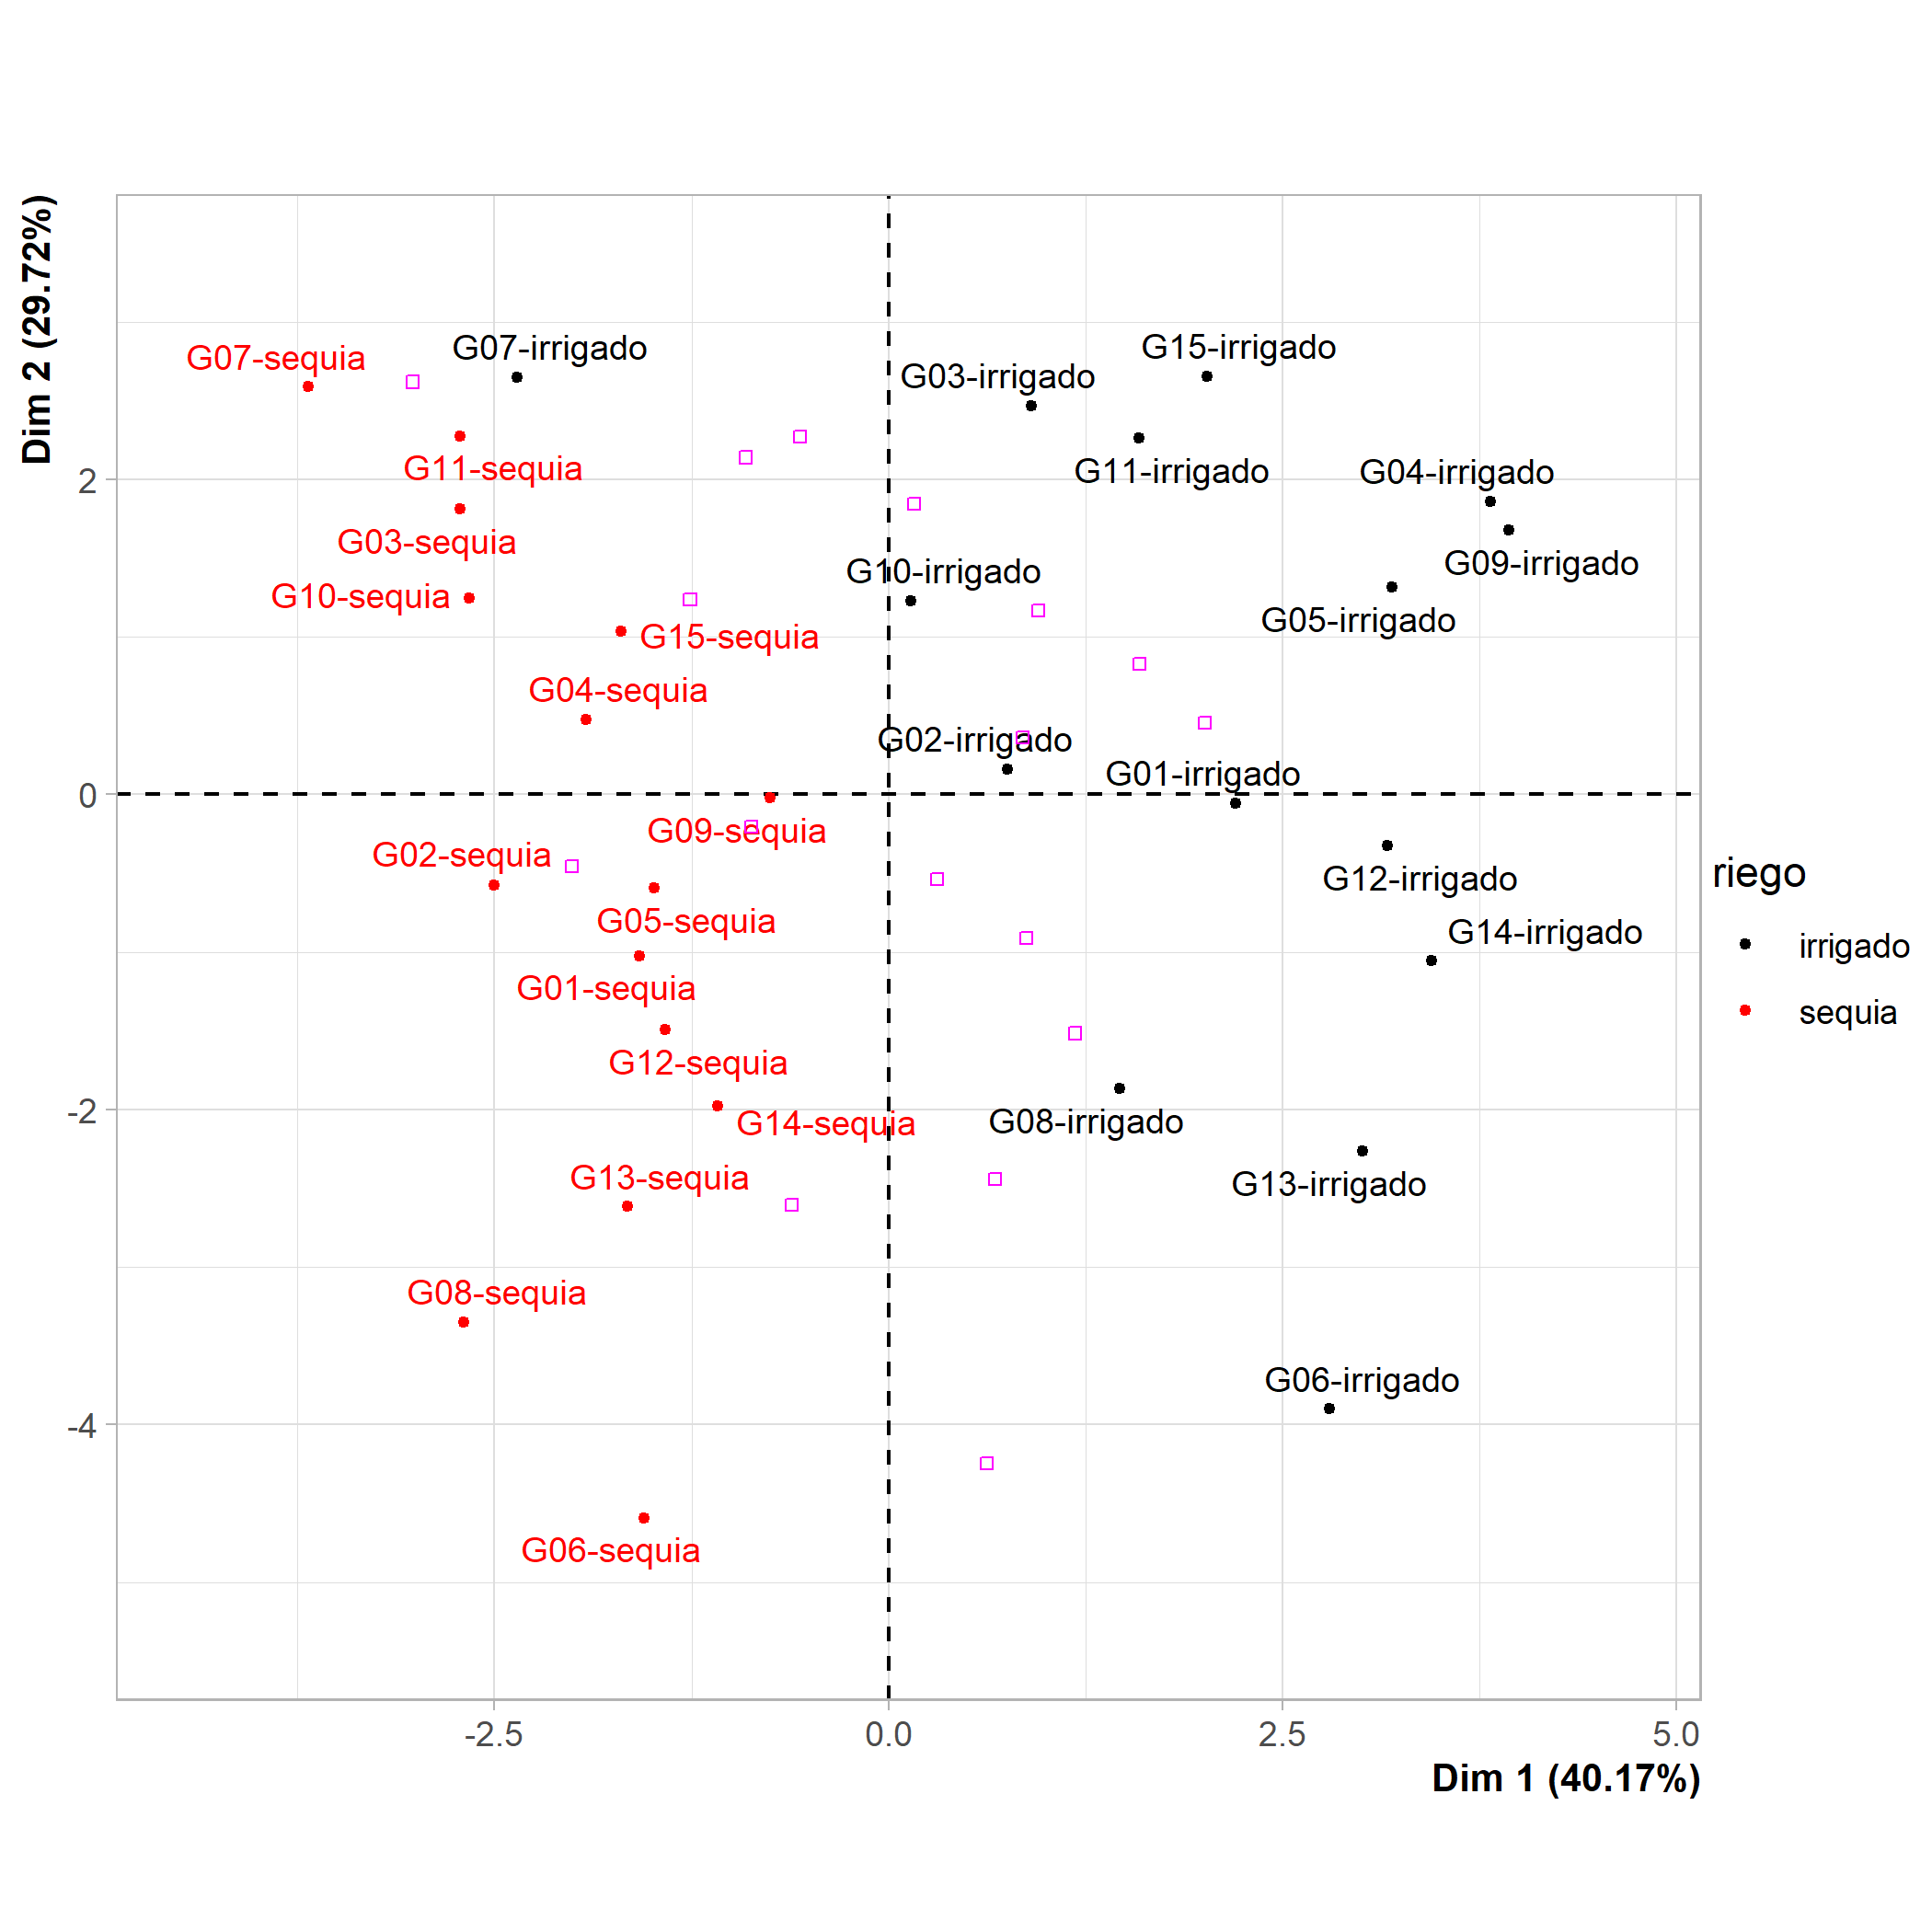 Dim 2 (29.72%)
G07-sequia
G07-irrigado
G15-irrigado
G03-irrigado
G11-sequia
G11-irrigado
G04-irrigado
2
G03-sequia
G09-irrigado
G10-irrigado
G10-sequia
G05-irrigado
G15-sequia
G04-sequia
G02-irrigado
G01-irrigado
0
G09-sequia
G02-sequia
G12-irrigado
riego
G05-sequia
G14-irrigado
irrigado
G01-sequia
sequia
G12-sequia
-2
G14-sequia
G08-irrigado
G13-sequia
G13-irrigado
G08-sequia
G06-irrigado
-4
G06-sequia
-2.5
0.0
2.5
5.0
Dim 1 (40.17%)